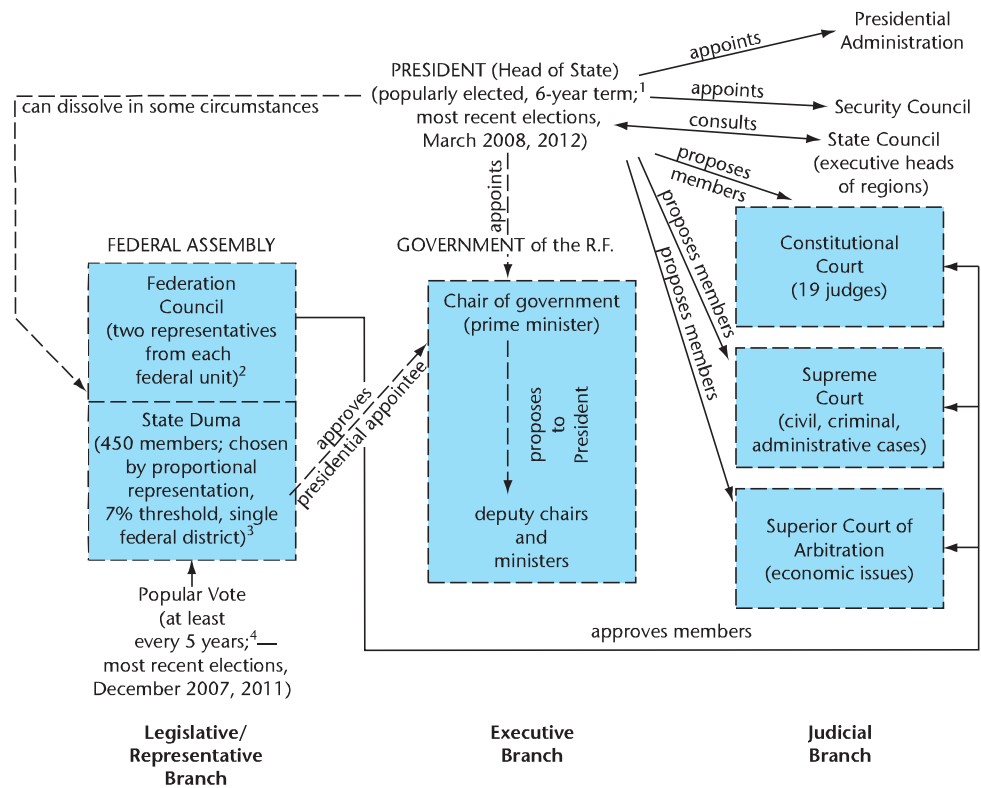 appoints
Presidential
Administration
PRESIDENT (Head of State)
(popularly elected, 6-year term;1
most recent elections,
March 2008, 2012)
can dissolve in some circumstances
appoints
Security Council
consults
State Council
(executive heads
of regions)
proposes
members
proposes members
proposes members
appoints
FEDERAL ASSEMBLY
Federation
Council
(two representatives
from each
federal unit)2
State Duma
(450 members; chosen
by proportional
representation,
7% threshold, single
federal district)3
approves
presidential appointee
Popular Vote
(at least
every 5 years;4—
most recent elections,
December 2007, 2011)
GOVERNMENT of the R.F.
Chair of government
(prime minister)
proposes
to
President
deputy chairs
and
ministers
Constitutional
Court
(19 judges)
Supreme
Court
(civil, criminal,
administrative cases)
Superior Court of
Arbitration
(economic issues)
approves members
Legislative/
Representative
Branch
Executive
Branch
Judicial
Branch